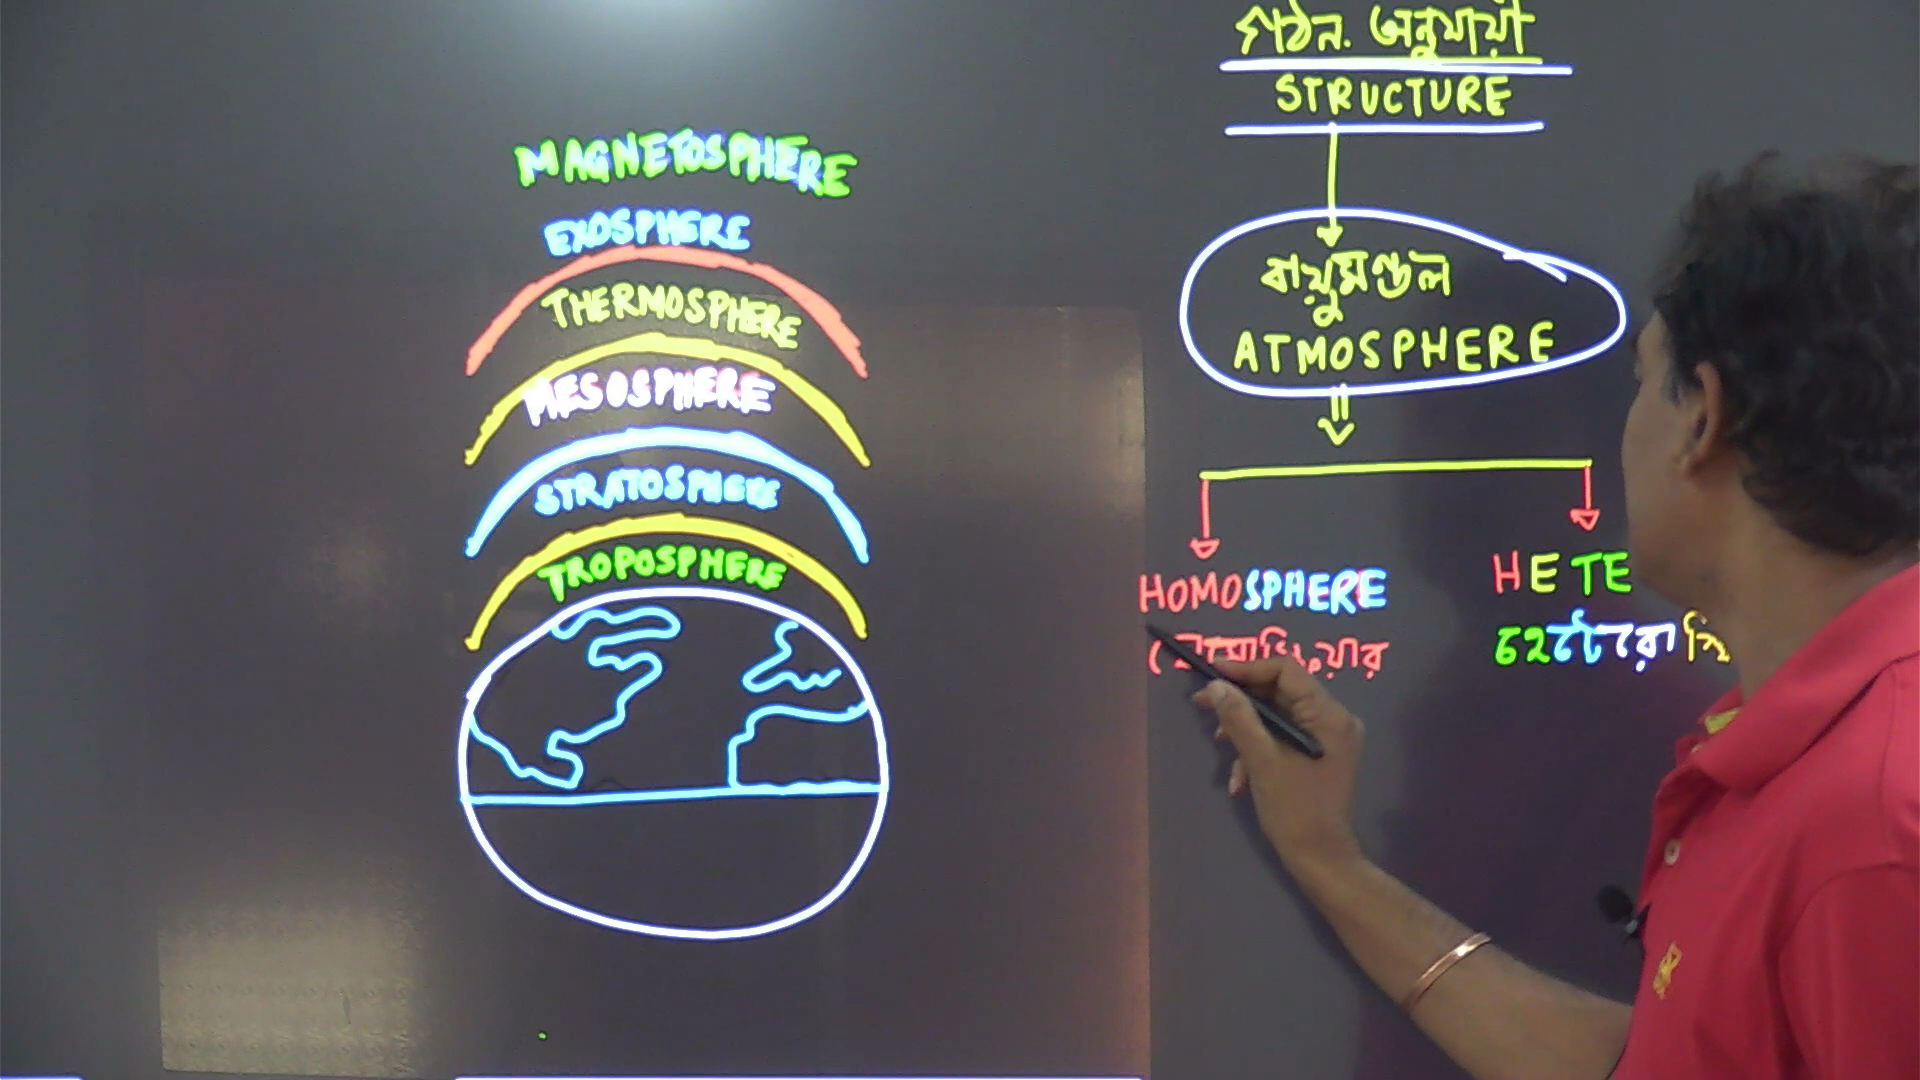 MAGNETOSPHERE
EXOSPHERE
THERMOSPHERE
MESOSPHERE
STRATOSPHERE
TROPOSPHERE
গঠন অনুযায়ী
STRUCTURE
বায়ুমণ্ডল
ATMOSPHERE
HOMOSPHERE
HETE
হোমোস্ফিয়ার